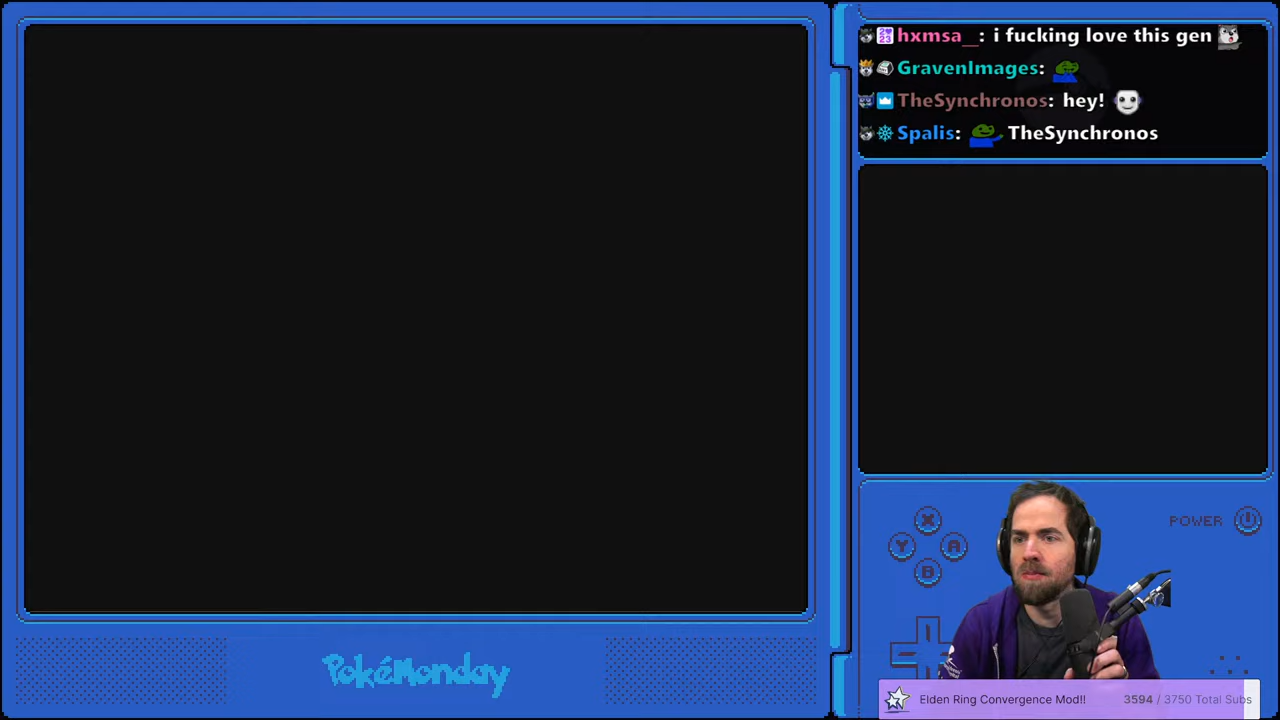 hxmsa__: i fucking love this gen
GravenImages:
TheSynchronos: hey!
Spalis: TheSynchronos
X
Y A
B
POWER
PokéMonday
Elden Ring Convergence Mod!! 3594 / 3750 Total Subs